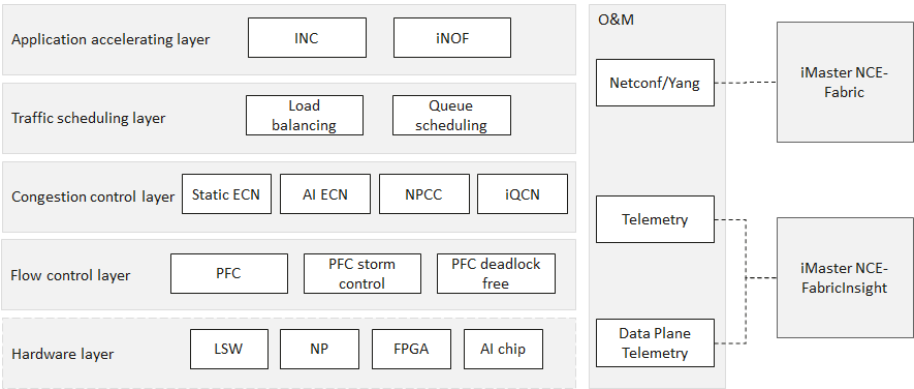 Application accelerating layer
INC
iNOF
Traffic scheduling layer
Load
balancing
Queue
scheduling
Congestion control layer
Static ECN
AI ECN
NPCC
iQCN
Flow control layer
PFC
PFC storm
control
PFC deadlock
free
Hardware layer
LSW
NP
FPGA
AI chip
O&M
Netconf/Yang
Telemetry
Data Plane
Telemetry
iMaster NCE-
Fabric
iMaster NCE-
FabricInsight